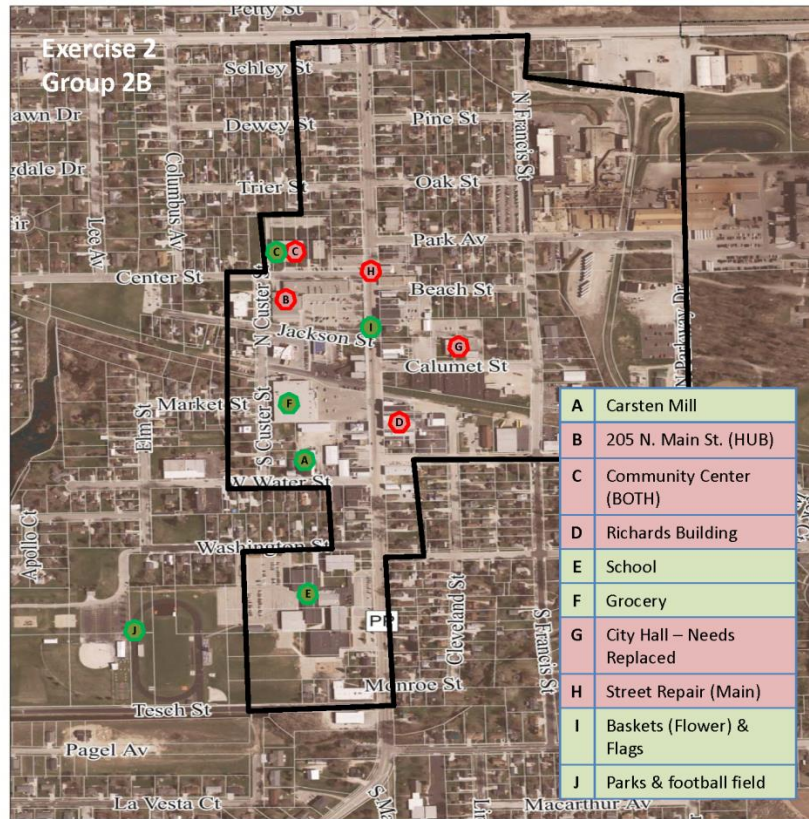 Petty St
Exercise 2
Group 2B
Schley St
Dewey St
Pine St
N Francis St
Columbus Av
Lee Av
Trier St
Oak St
Park Av
C
C
Center St
H
N Custer St
B
Beach St
Jackson St
I
G
Calumet St
N Parkway Dr
Market St
F
Elm St
S Custer St
D
A
W Water St
Apollo Ct
Washington St
E
J
PP
Cleveland St
S Francis St
Monroe St
Tesch St
Pagel Av
La Vesta Ct
Macarthur Av
A Carsten Mill
B 205 N. Main St. (HUB)
C Community Center
(BOTH)
D Richards Building
E School
F Grocery
G City Hall – Needs
Replaced
H Street Repair (Main)
I Baskets (Flower) &
Flags
J Parks & football field